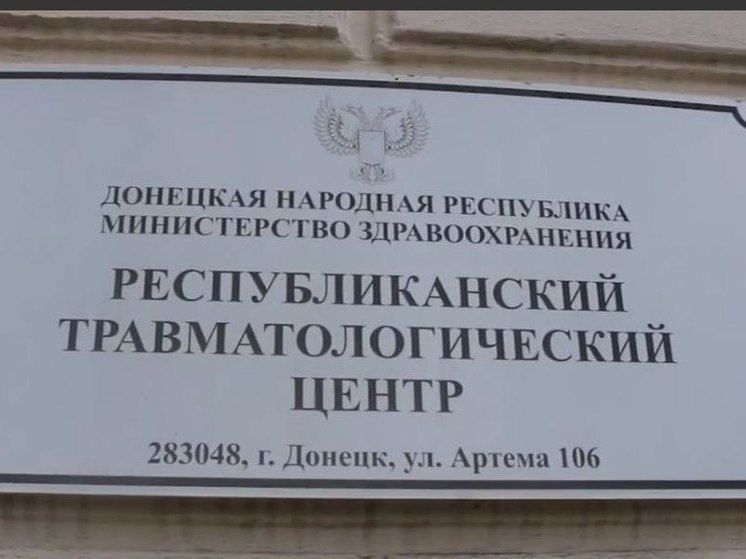 ДОНЕЦКАЯ НАРОДНАЯ РЕСПУБЛИКА
МИНИСТЕРСТВО ЗДРАВООХРАНЕНИЯ
РЕСПУБЛИКАНСКИЙ
ТРАВМАТОЛОГИЧЕСКИЙ
ЦЕНТР
283048, г. Донецк, ул. Артема 106